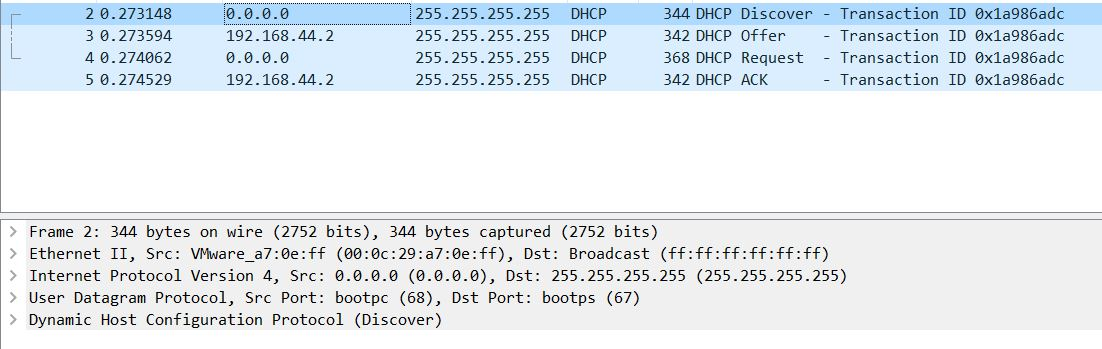 2 0.273148 0.0.0.0 255.255.255.255 DHCP 344 DHCP Discover - Transaction ID 0x1a986adc
3 0.273594 192.168.44.2 255.255.255.255 DHCP 342 DHCP Offer - Transaction ID 0x1a986adc
4 0.274062 0.0.0.0 255.255.255.255 DHCP 368 DHCP Request - Transaction ID 0x1a986adc
5 0.274529 192.168.44.2 255.255.255.255 DHCP 342 DHCP ACK - Transaction ID 0x1a986adc
Frame 2: 344 bytes on wire (2752 bits), 344 bytes captured (2752 bits)
Ethernet II, Src: VMware_a7:0e:ff (00:0c:29:a7:0e:ff), Dst: Broadcast (ff:ff:ff:ff:ff:ff)
Internet Protocol Version 4, Src: 0.0.0.0 (0.0.0.0), Dst: 255.255.255.255 (255.255.255.255)
User Datagram Protocol, Src Port: bootpc (68), Dst Port: bootps (67)
Dynamic Host Configuration Protocol (Discover)